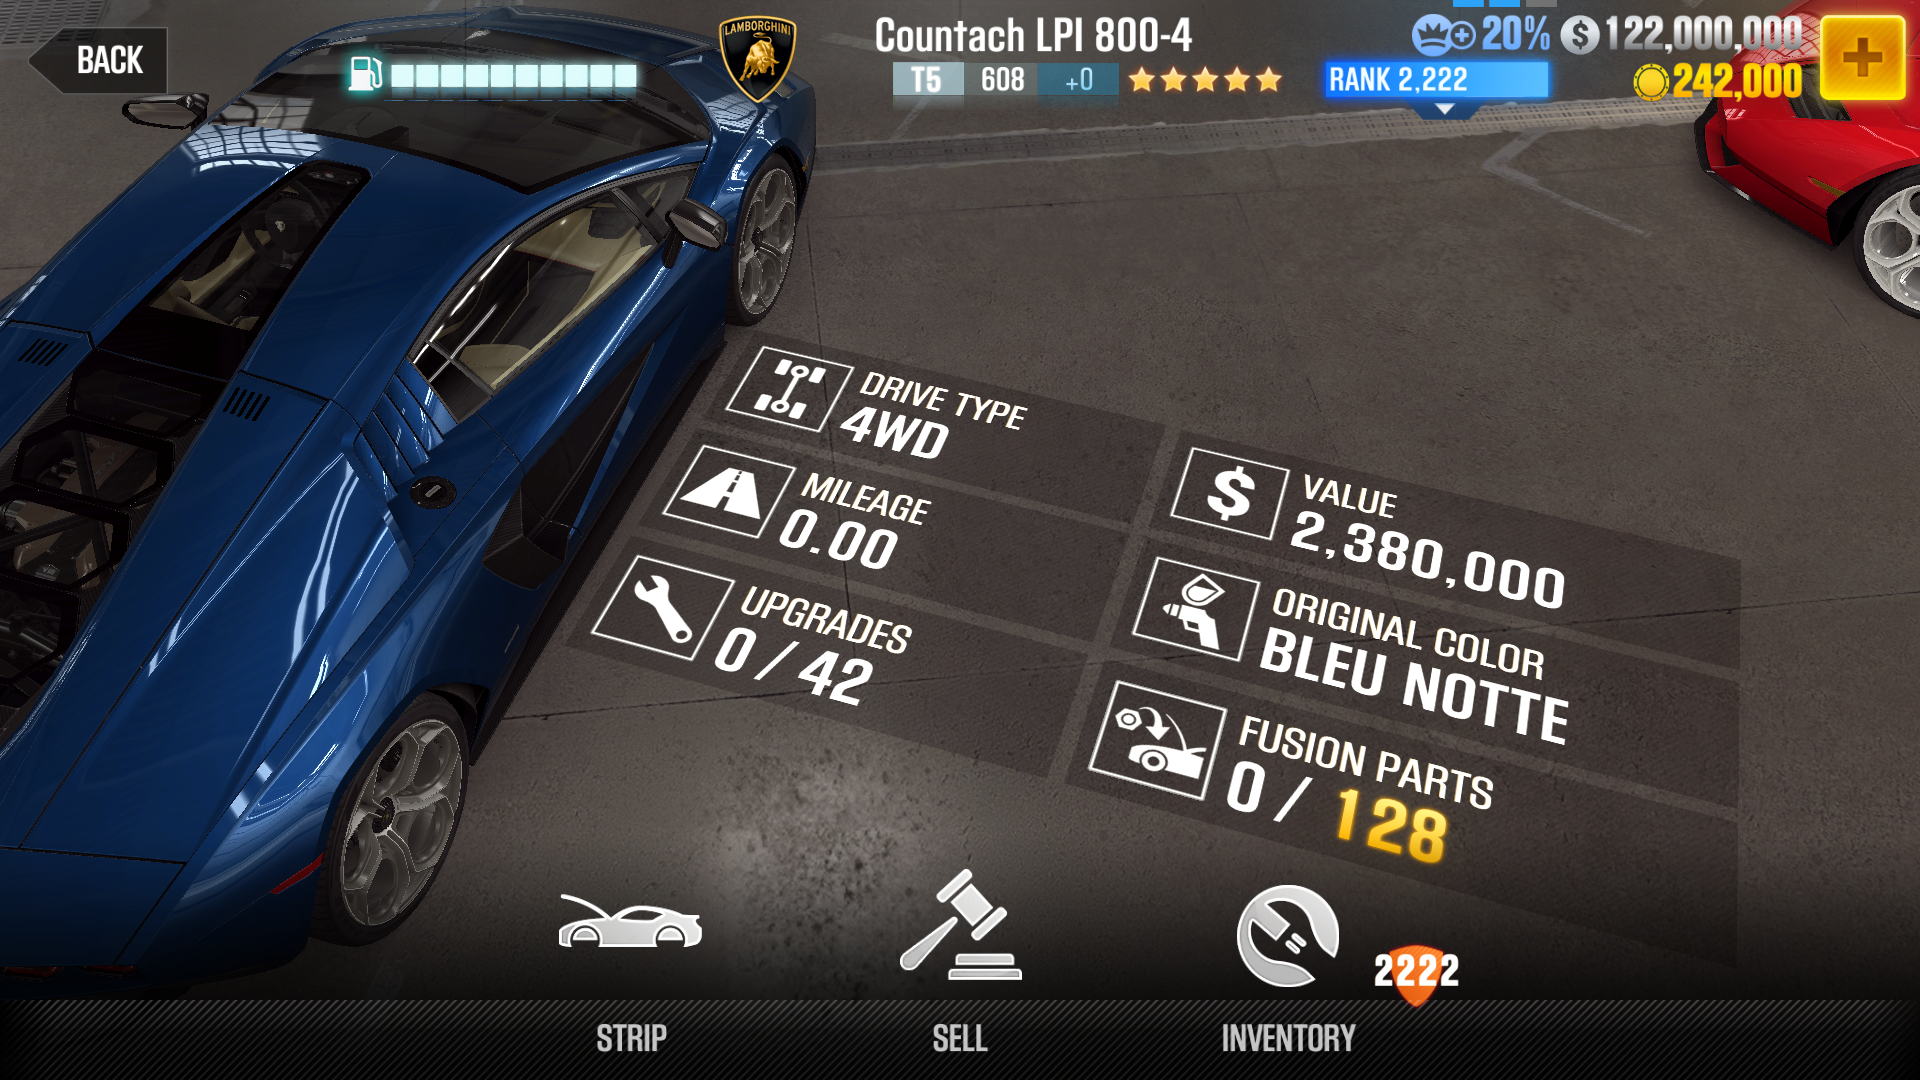 BACK
LAMBORGHINI
Countach LPI 800-4
T5 608 +0
20%
$ 122,000,000
RANK 2,222
242,000
DRIVE TYPE
4WD
MILEAGE
0.00
UPGRADES
0 / 42
$ VALUE
2,380,000
ORIGINAL COLOR
BLEU NOTTE
FUSION PARTS
0 / 128
STRIP
SELL
INVENTORY
2222